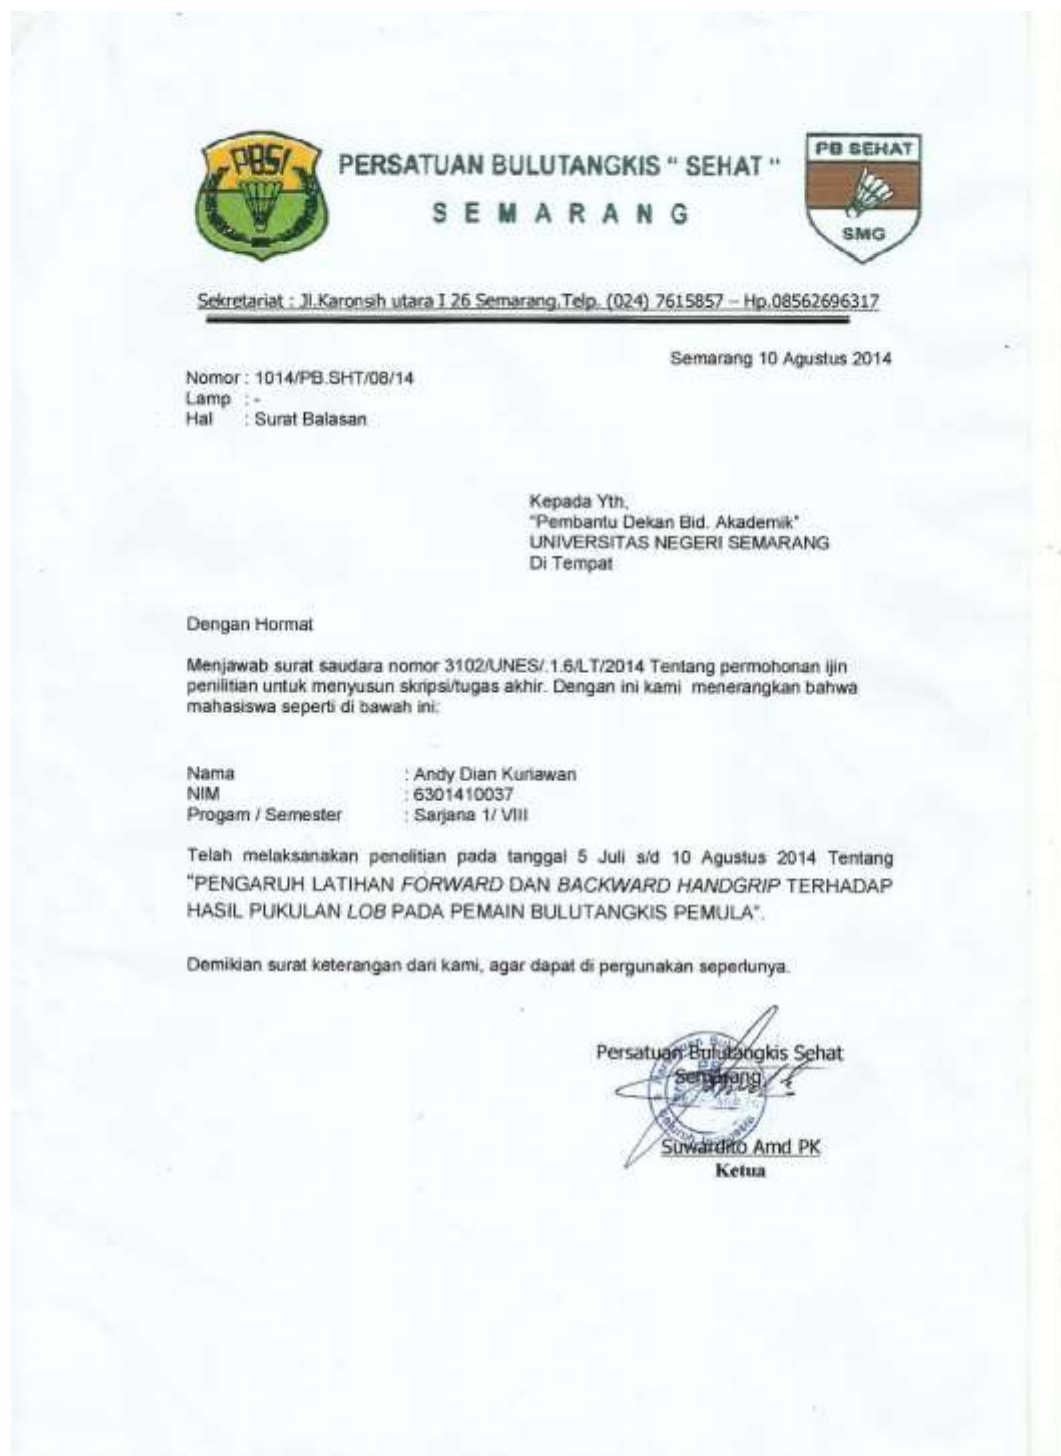 PBSI
PERSATUAN BULUTANGKIS “ SEHAT “
S E M A R A N G
PB SEHAT
SMG
Sekretariat : Jl.Karonsih utara I 26 Semarang,Telp. (024) 7615857 – Hp.08562696317
Semarang 10 Agustus 2014
Nomor : 1014/PB.SHT/08/14
Lamp : -
Hal : Surat Balasan
Kepada Yth,
"Pembantu Dekan Bid. Akademik"
UNIVERSITAS NEGERI SEMARANG
Di Tempat
Dengan Hormat
Menjawab surat saudara nomor 3102/UNES/.1.6/LT/2014 Tentang permohonan ijin
penilitian untuk menyusun skripsi/tugas akhir. Dengan ini kami menerangkan bahwa
mahasiswa seperti di bawah ini:
Nama : Andy Dian Kuriawan
NIM : 6301410037
Progam / Semester : Sarjana 1/ VIII
Telah melaksanakan penelitian pada tanggal 5 Juli s/d 10 Agustus 2014 Tentang
"PENGARUH LATIHAN FORWARD DAN BACKWARD HANDGRIP TERHADAP
HASIL PUKULAN LOB PADA PEMAIN BULUTANGKIS PEMULA".
Demikian surat keterangan dari kami, agar dapat di pergunakan seperlunya.
Persatuan Bulutangkis Sehat
Semarang
Suwardito Amd PK
Ketua